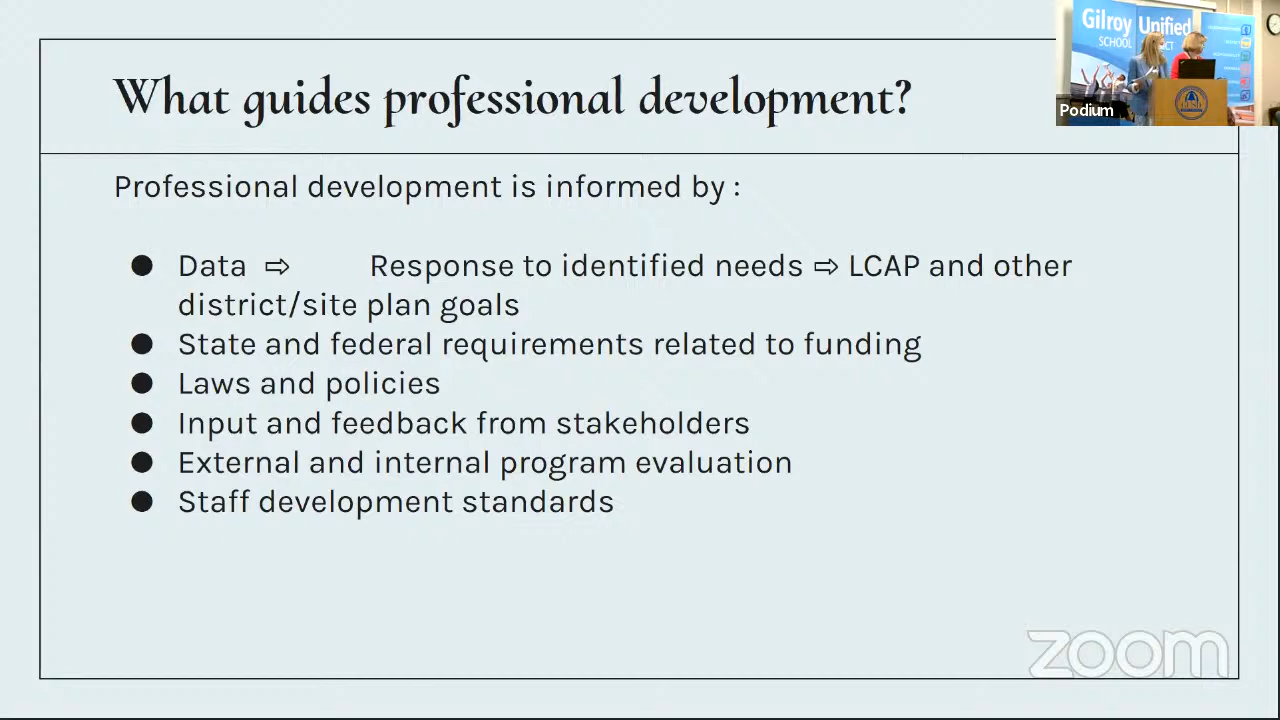 What guides professional development?
Gilroy Unified
SCHOOL DISTRICT
Podium
Professional development is informed by :
● Data ⇨ Response to identified needs ⇨ LCAP and other
district/site plan goals
● State and federal requirements related to funding
● Laws and policies
● Input and feedback from stakeholders
● External and internal program evaluation
● Staff development standards
zoom